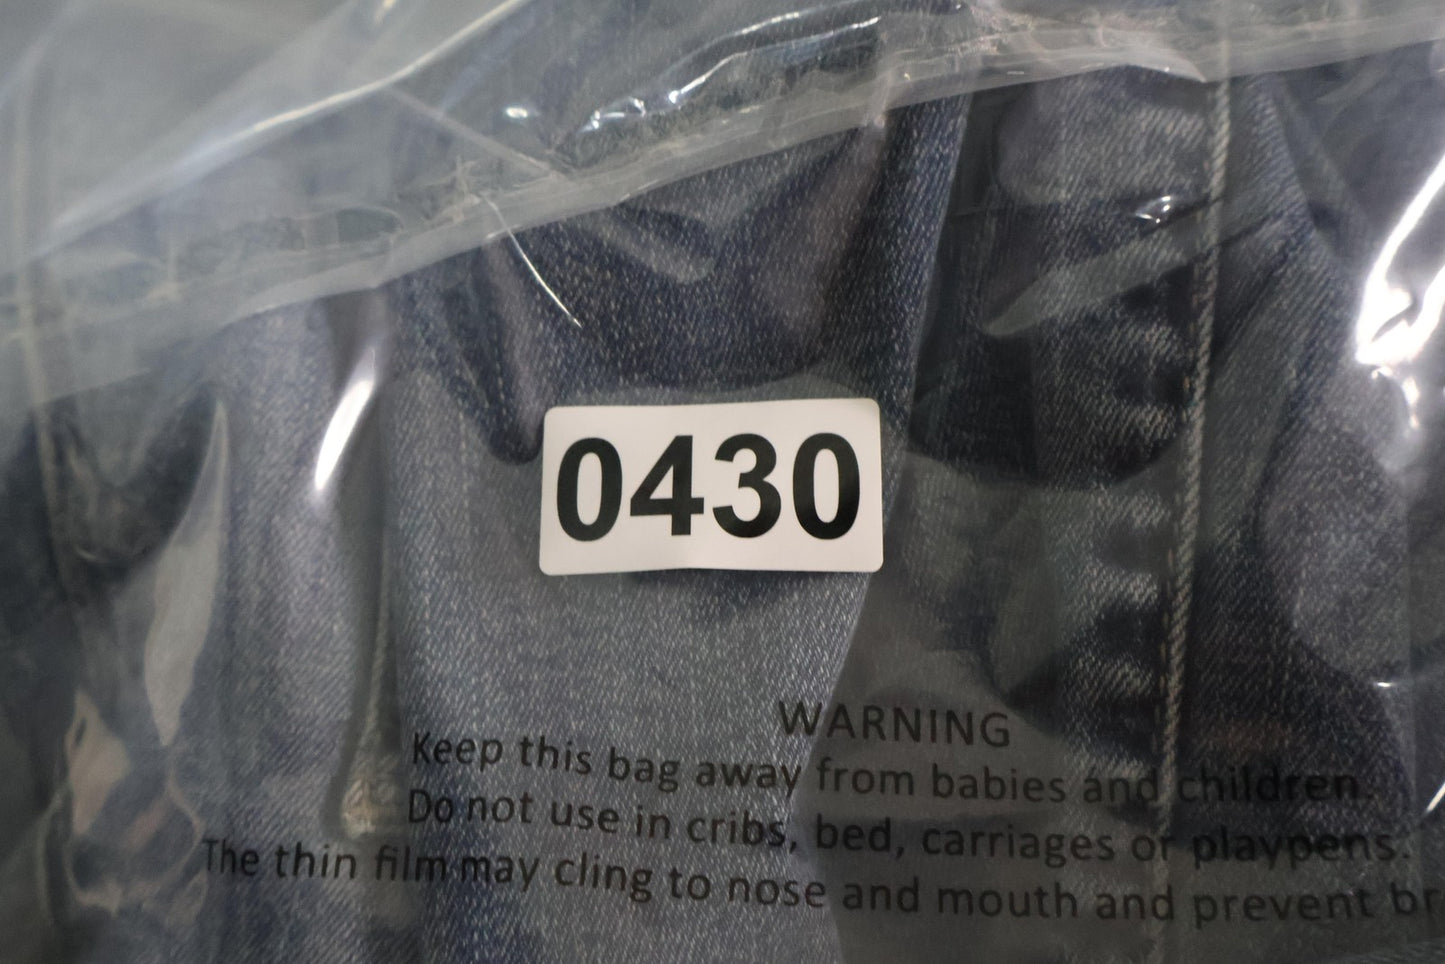 0430
WARNING
Keep this bag away from babies and children.
Do not use in cribs, bed, carriages or playpens.
The thin film may cling to nose and mouth and prevent br